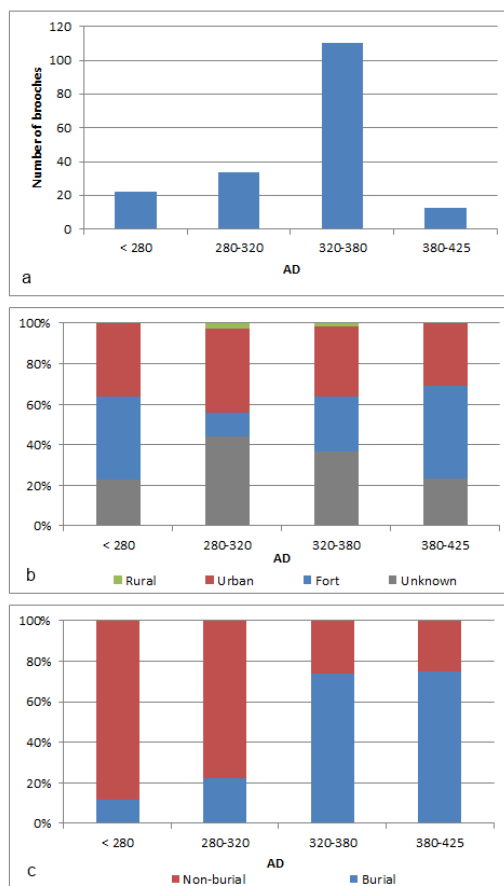 120
100
80
60
40
20
0
Number of brooches
< 280 280-320 320-380 380-425
AD
a
100%
80%
60%
40%
20%
0%
< 280 280-320 320-380 380-425
AD
b
Rural Urban Fort Unknown
100%
80%
60%
40%
20%
0%
< 280 280-320 320-380 380-425
AD
c
Non-burial Burial